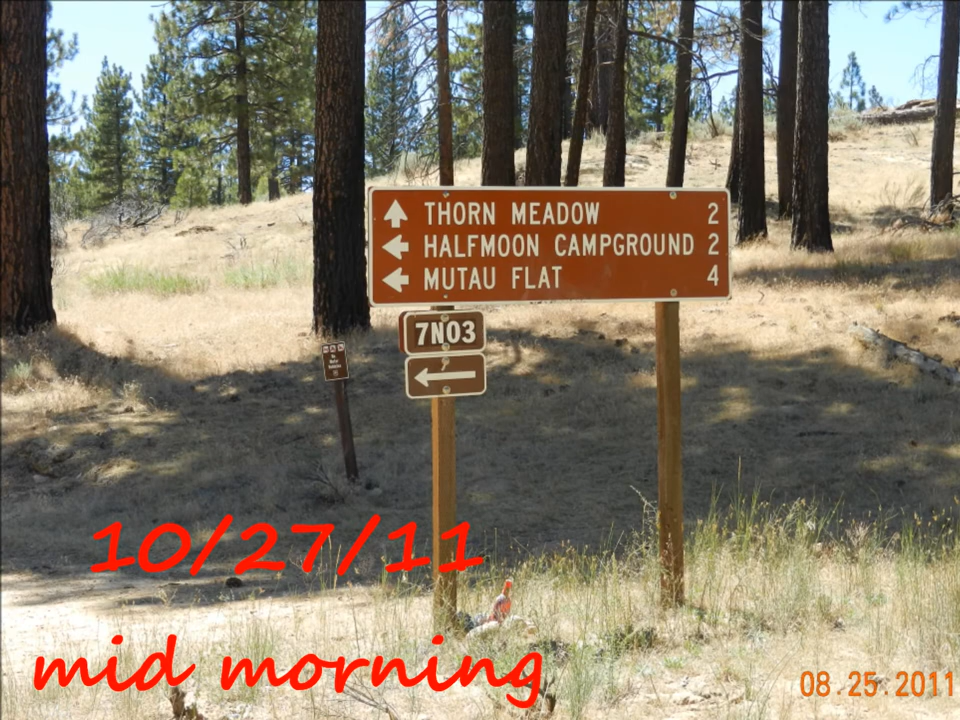 THORN MEADOW 2
HALFMOON CAMPGROUND 2
MUTAU FLAT 4
7N03
10/27/11
mid morning
08.25.2011